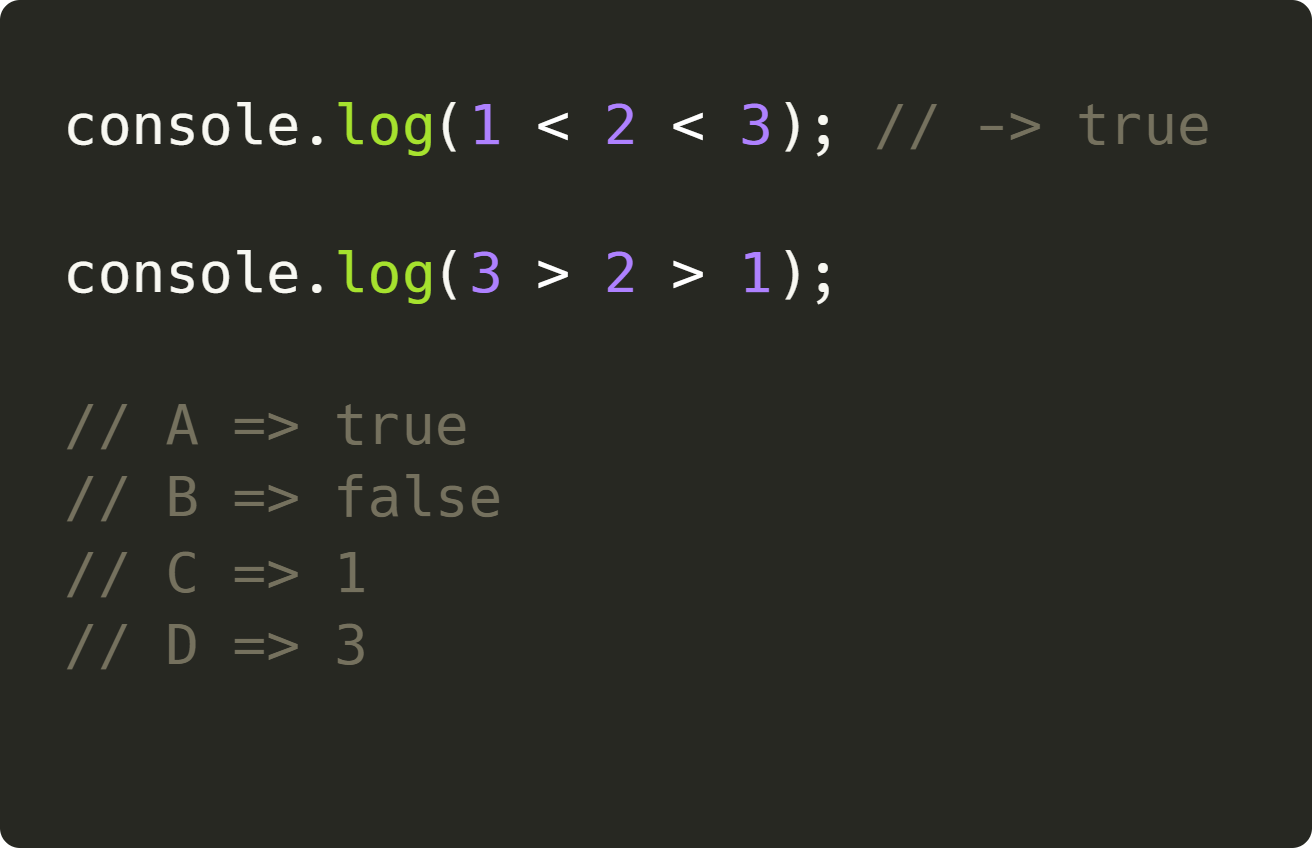 console.log(1 < 2 < 3); // -> true
console.log(3 > 2 > 1);
// A => true
// B => false
// C => 1
// D => 3